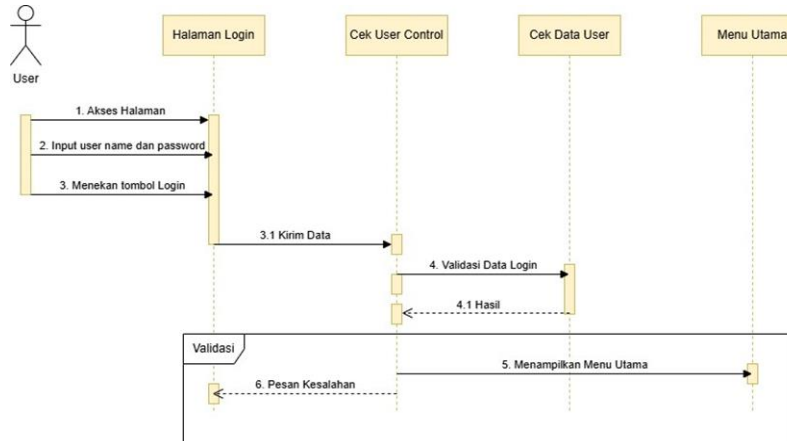 Halaman Login
Cek User Control
Cek Data User
Menu Utama
User
1. Akses Halaman
2. Input user name dan password
3. Menekan tombol Login
3.1 Kirim Data
4. Validasi Data Login
4.1 Hasil
Validasi
5. Menampilkan Menu Utama
6. Pesan Kesalahan